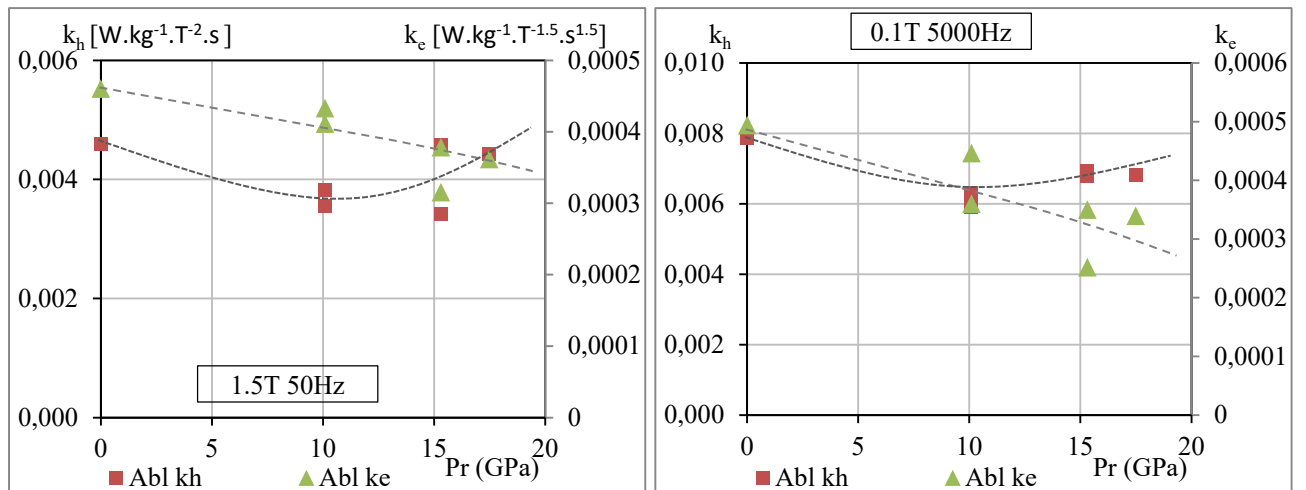 kh [W.kg-1.T-2.s ]
ke [W.kg-1.T-1.5.s1.5]
0,006
0,004
0,002
0,000
0,0005
0,0004
0,0003
0,0002
0,0001
0
1.5T 50Hz
0
5
10
15
20
Pr (GPa)
Abl kh
Abl ke
kh
0.1T 5000Hz
ke
0,010
0,008
0,006
0,004
0,002
0,000
0,0006
0,0005
0,0004
0,0003
0,0002
0,0001
0
0
5
10
15
20
Pr (GPa)
Abl kh
Abl ke